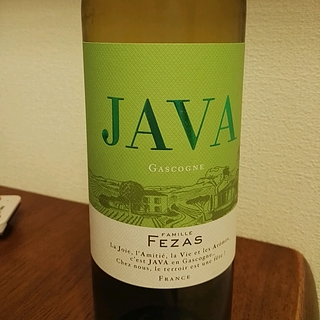 JAVA
GASCOGNE
FAMILLE
FEZAS
La Joie, l'Amitié, la Vie et les Arômes,
c'est JAVA en Gascogne.
Chez nous, le terroir est une fête !
FRANCE